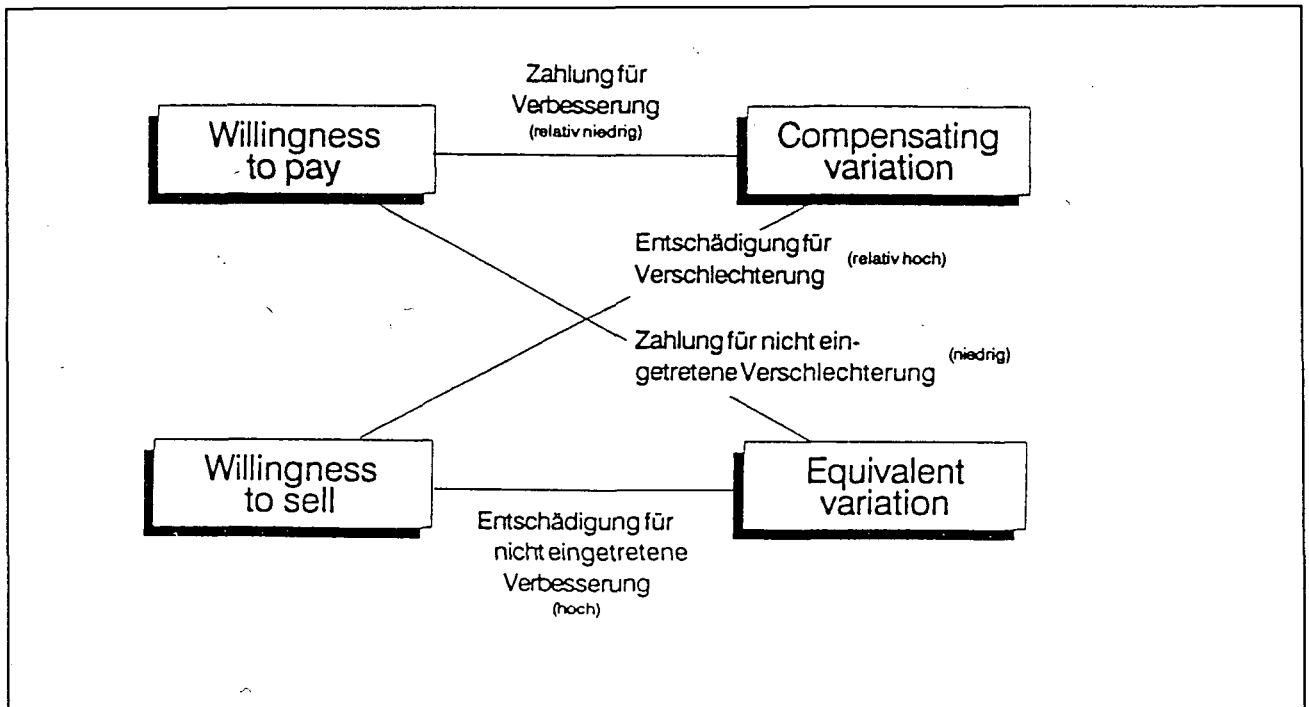 Zahlung für
Verbesserung
(relativ niedrig)
Willingness
to pay
Compensating
variation
Entschädigung für
Verschlechterung
(relativ hoch)
Zahlung für nicht ein-
getretene Verschlechterung
(niedrig)
Willingness
to sell
Equivalent
variation
Entschädigung für
nicht eingetretene
Verbesserung
(hoch)